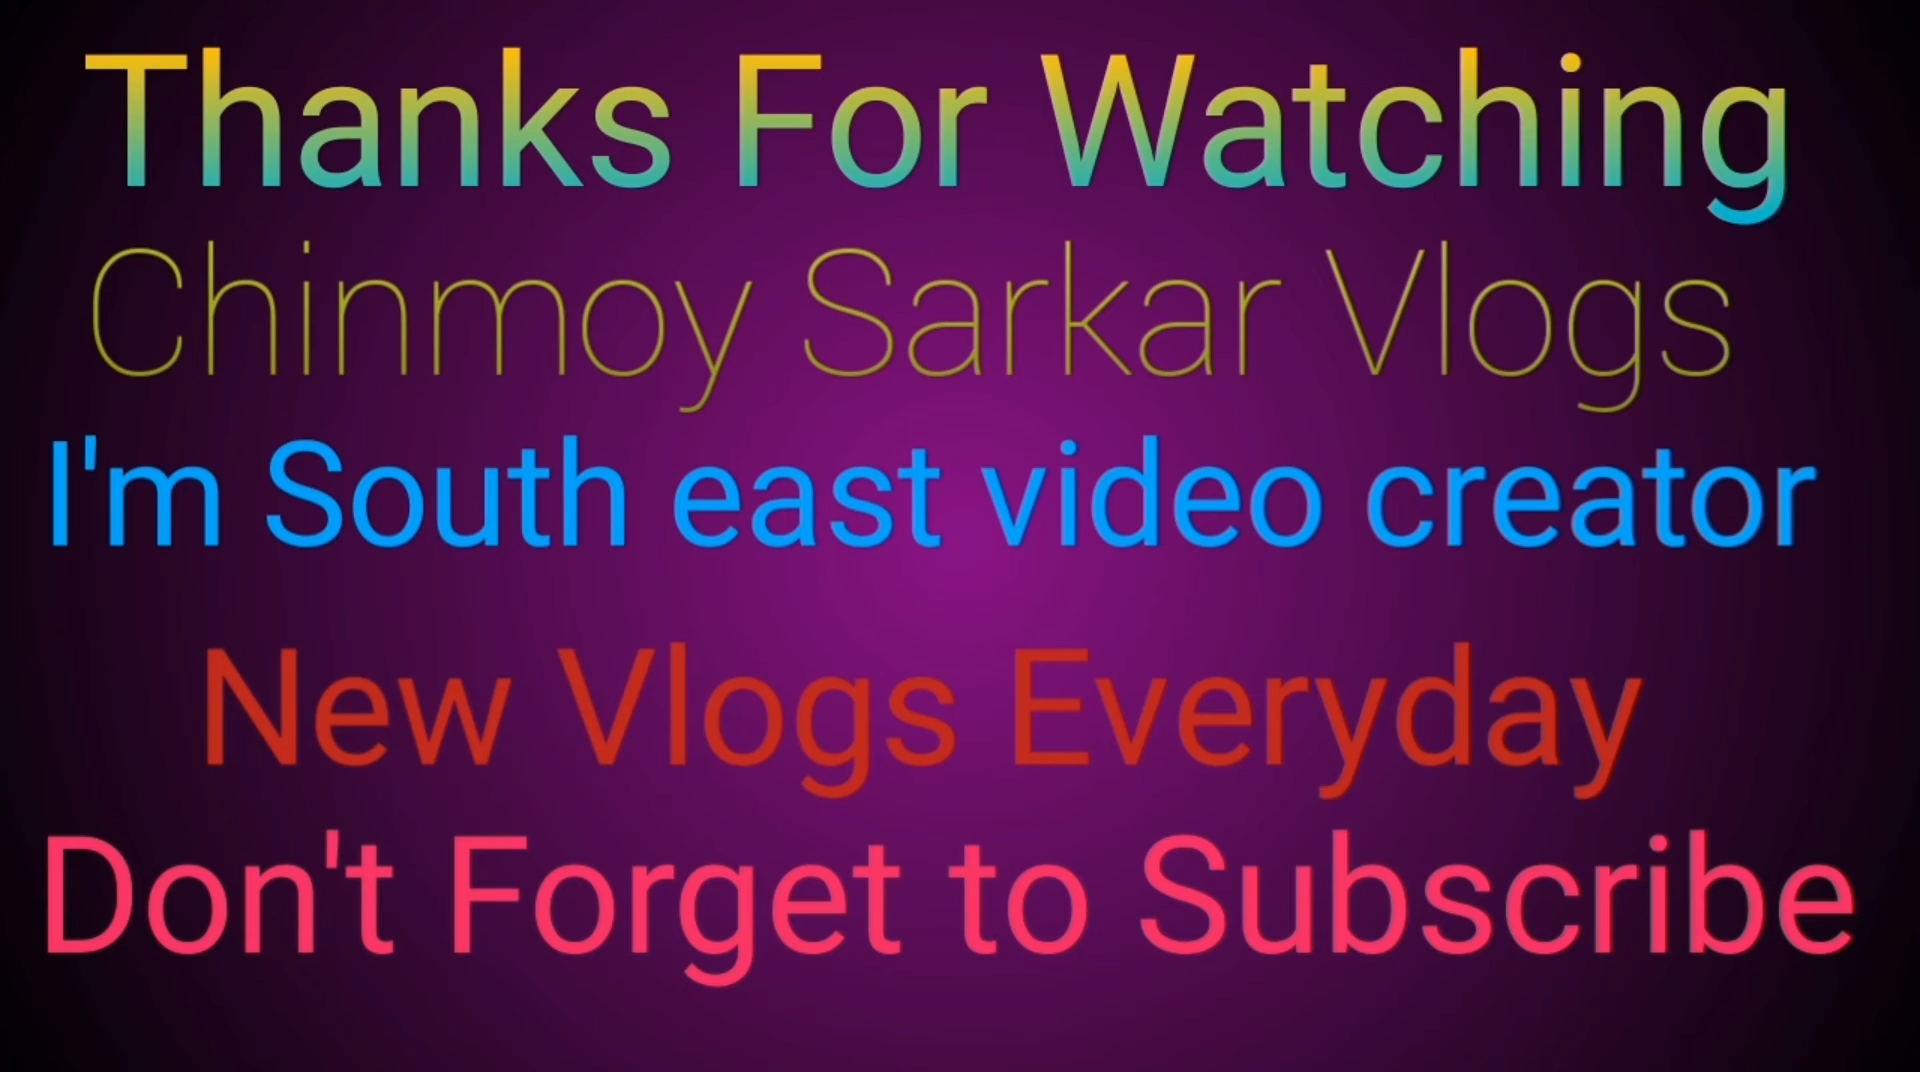 Thanks For Watching
Chinmoy Sarkar Vlogs
I'm South east video creator
New Vlogs Everyday
Don't Forget to Subscribe